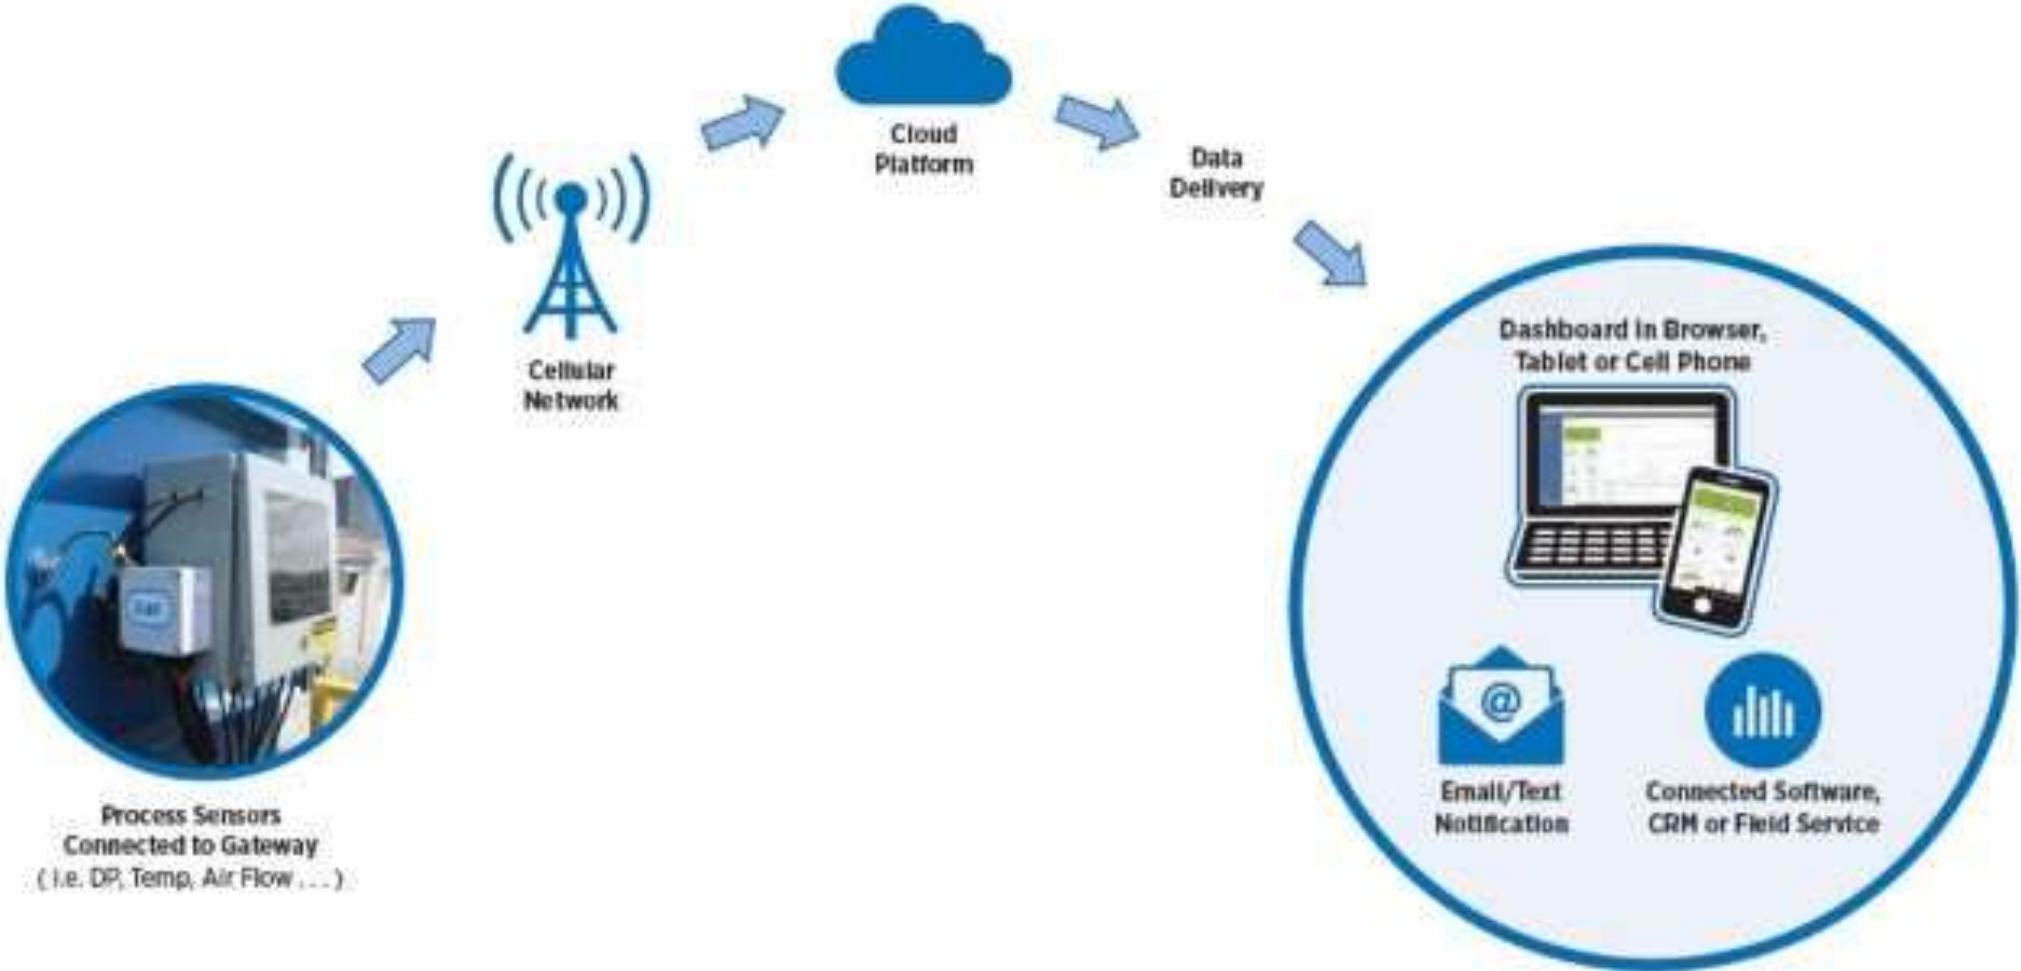 Cloud
Platform
Data
Delivery
Cellular
Network
Dashboard in Browser,
Tablet or Cell Phone
@
Email/Text
Notification
Connected Software,
CRM or Field Service
Process Sensors
Connected to Gateway
( i.e. DP, Temp, Air Flow . . . )